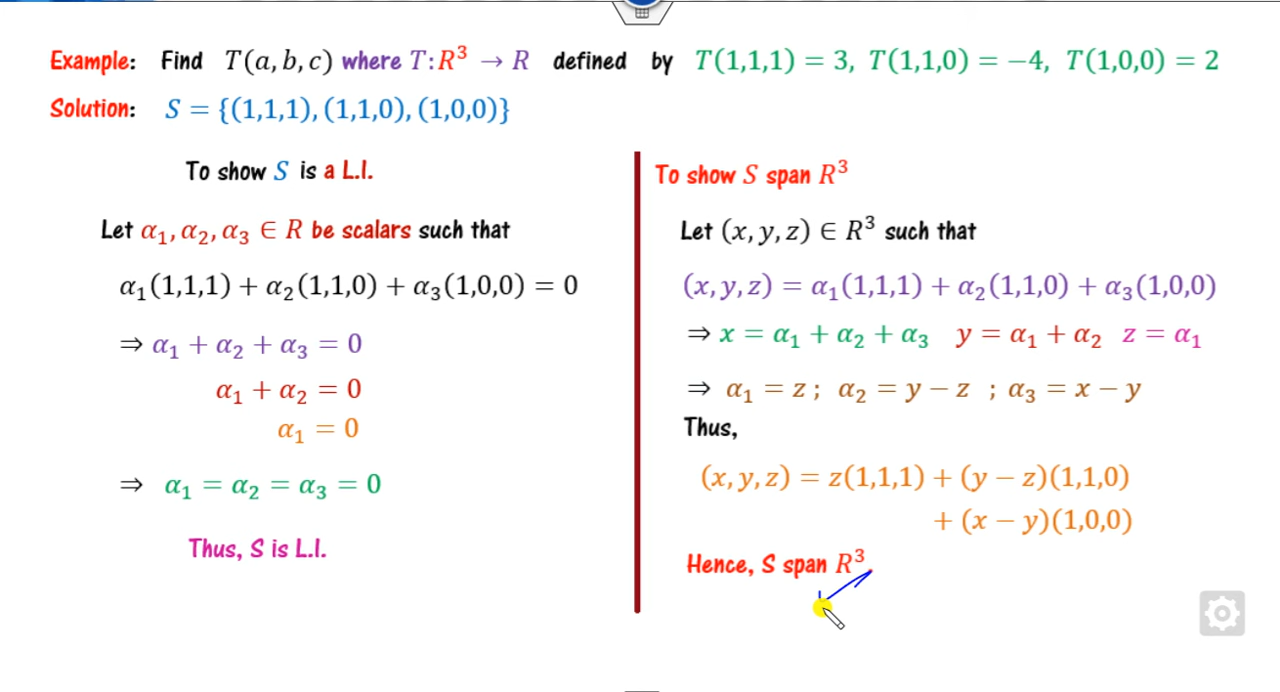 Example: Find T(a, b, c) where T: R³ → R defined by T(1,1,1) = 3, T(1,1,0) = −4, T(1,0,0) = 2
Solution: S = {(1,1,1), (1,1,0), (1,0,0)}
To show S is a L.I.
Let α₁, α₂, α₃ ∈ R be scalars such that
α₁(1,1,1) + α₂(1,1,0) + α₃(1,0,0) = 0
⇒ α₁ + α₂ + α₃ = 0
α₁ + α₂ = 0
α₁ = 0
⇒ α₁ = α₂ = α₃ = 0
Thus, S is L.I.
To show S span R³
Let (x, y, z) ∈ R³ such that
(x, y, z) = α₁(1,1,1) + α₂(1,1,0) + α₃(1,0,0)
⇒ x = α₁ + α₂ + α₃ y = α₁ + α₂ z = α₁
⇒ α₁ = z ; α₂ = y − z ; α₃ = x − y
Thus,
(x, y, z) = z(1,1,1) + (y − z)(1,1,0)
+ (x − y)(1,0,0)
Hence, S span R³.